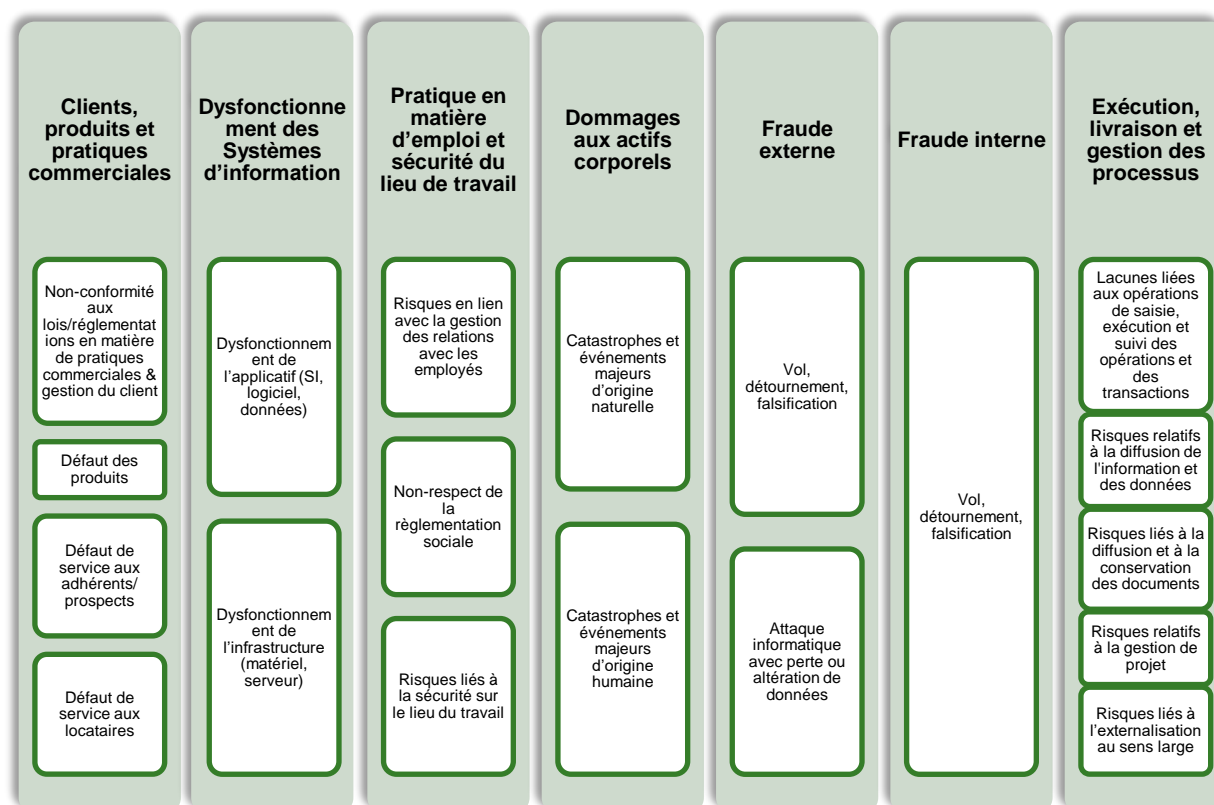 Clients,
produits et
pratiques
commerciales
Non-conformité
aux
lois/réglementat
ions en matière
de pratiques
commerciales &
gestion du client
Défaut des
produits
Défaut de
service aux
adhérents/
prospects
Défaut de
service aux
locataires
Dysfonctionne
ment des
Systèmes
d'information
Dysfonctionnem
ent de
l'applicatif (SI,
logiciel,
données)
Dysfonctionnem
ent de
l'infrastructure
(matériel,
serveur)
Pratique en
matière
d'emploi et
sécurité du
lieu de travail
Risques en lien
avec la gestion
des relations
avec les
employés
Non-respect de
la
règlementation
sociale
Risques liés à
la sécurité sur
le lieu du travail
Dommages
aux actifs
corporels
Catastrophes et
événements
majeurs
d'origine
naturelle
Catastrophes et
événements
majeurs
d'origine
humaine
Fraude
externe
Vol,
détournement,
falsification
Attaque
informatique
avec perte ou
altération de
données
Fraude interne
Vol,
détournement,
falsification
Exécution,
livraison et
gestion des
processus
Lacunes liées
aux opérations
de saisie,
exécution et
suivi des
opérations et
des
transactions
Risques relatifs
à la diffusion de
l'information et
des données
Risques liés à la
diffusion et à la
conservation
des documents
Risques relatifs
à la gestion de
projet
Risques liés à
l'externalisation
au sens large